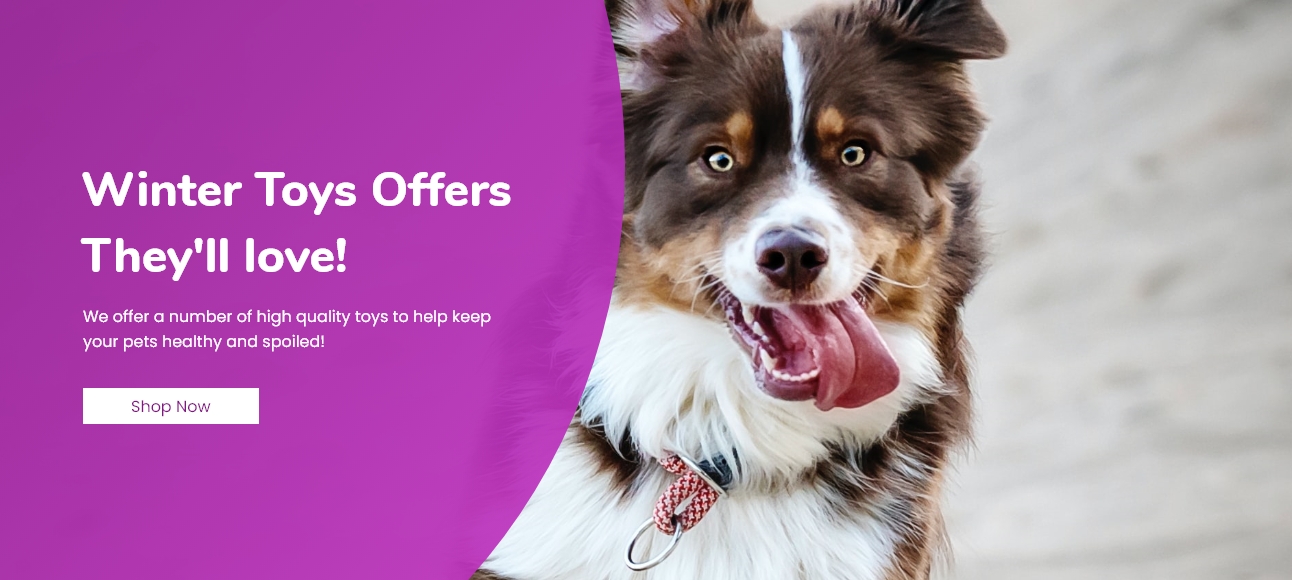 Winter Toys Offers
They'll love!
We offer a number of high quality toys to help keep
your pets healthy and spoiled!
Shop Now